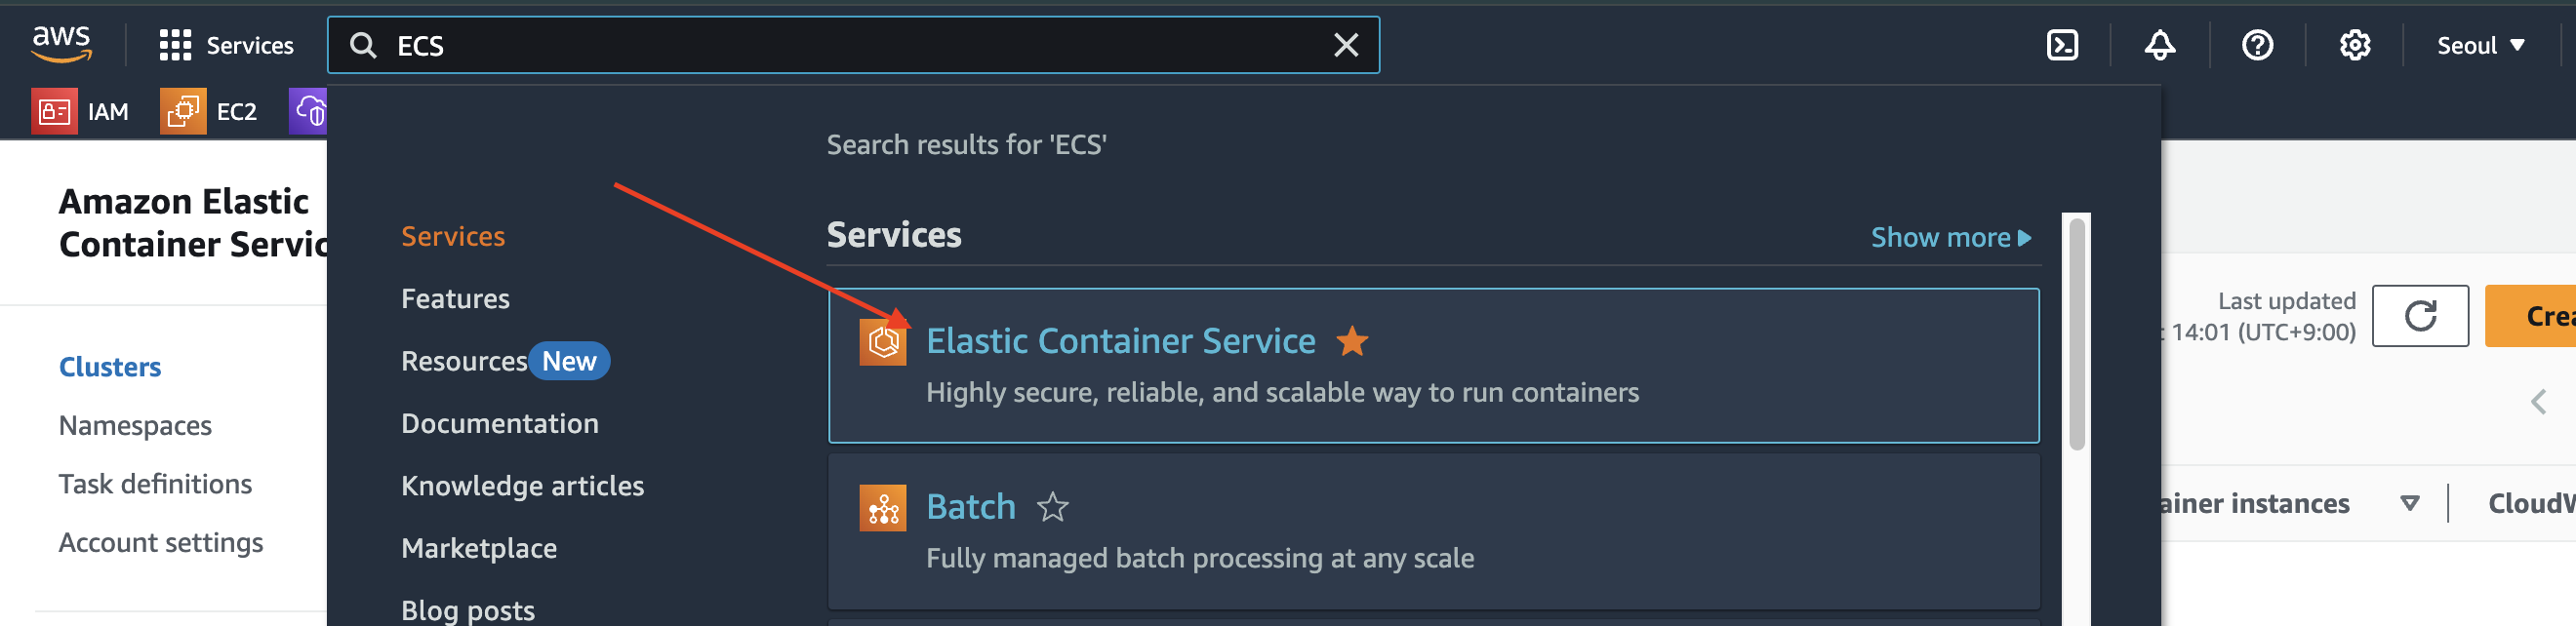 aws
Services
ECS
Seoul
IAM
EC2
Search results for 'ECS'
Amazon Elastic
Container Servic
Clusters
Namespaces
Task definitions
Account settings
Services
Features
Resources New
Documentation
Knowledge articles
Marketplace
Blog posts
Services
Show more
Elastic Container Service
Highly secure, reliable, and scalable way to run containers
Batch
Fully managed batch processing at any scale
Last updated
14:01 (UTC+9:00)
Crea
ainer instances
CloudW